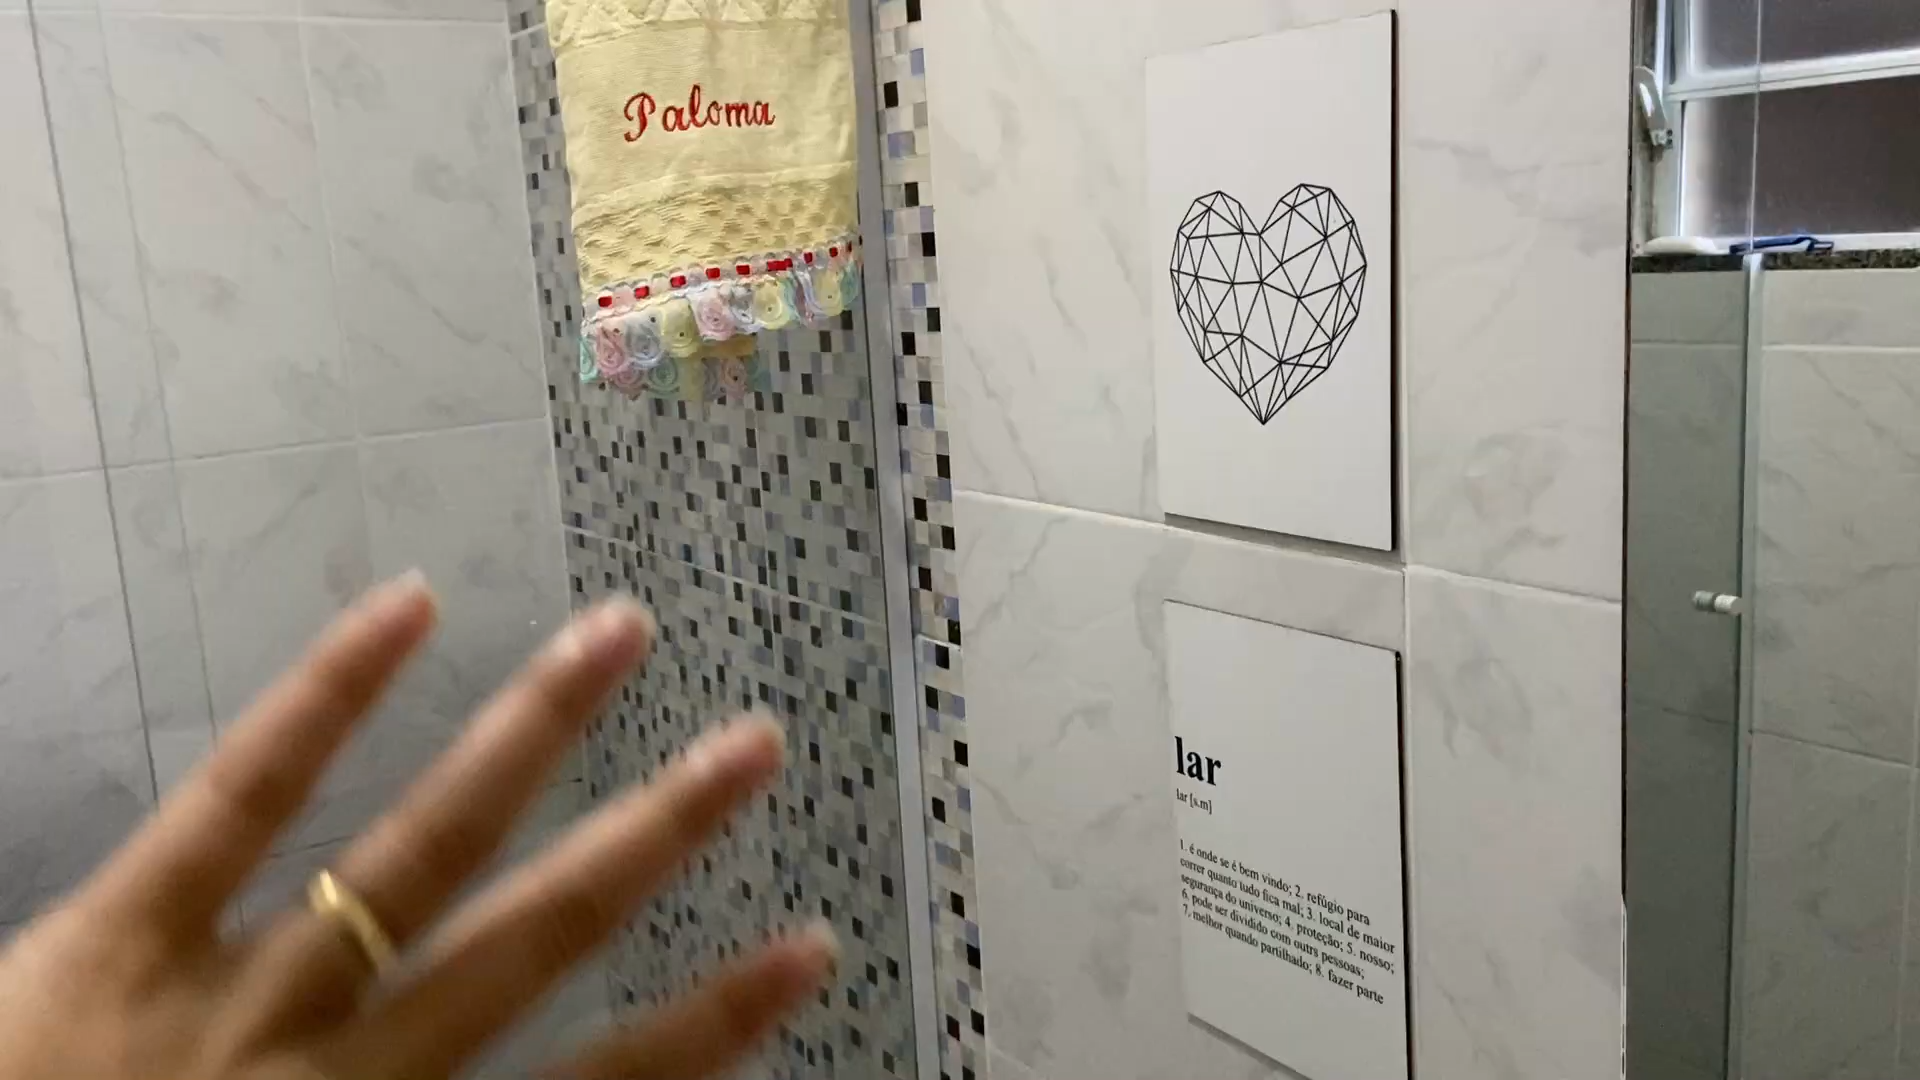 Paloma
lar
lar [s.m]
1. é onde se é bem vindo; 2. refúgio para
correr quanto tudo fica mal; 3. local de maior
segurança do universo; 4. proteção; 5. nosso;
6. pode ser dividido com outrs pessoas;
7. melhor quando partilhado; 8. fazer parte